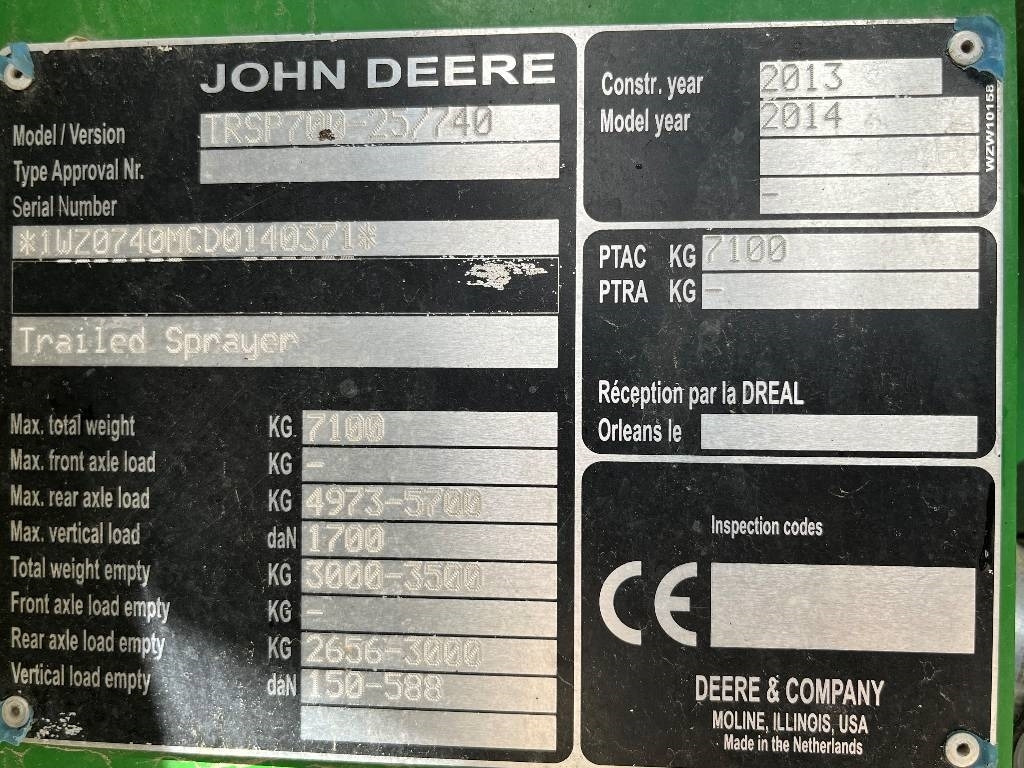 JOHN DEERE
Model / Version TRSP700-25/740
Type Approval Nr.
Serial Number
*1WZ0740MCD0140371*
Trailed Sprayer
Max. total weight KG 7100
Max. front axle load KG -
Max. rear axle load KG 4973-5700
Max. vertical load daN 1700
Total weight empty KG 3000-3500
Front axle load empty KG -
Rear axle load empty KG 2656-3000
Vertical load empty daN 150-588
Constr. year 2013
Model year 2014
-
WZW10158
PTAC KG 7100
PTRA KG -
Réception par la DREAL
Orleans le
Inspection codes
CE
DEERE & COMPANY
MOLINE, ILLINOIS, USA
Made in the Netherlands